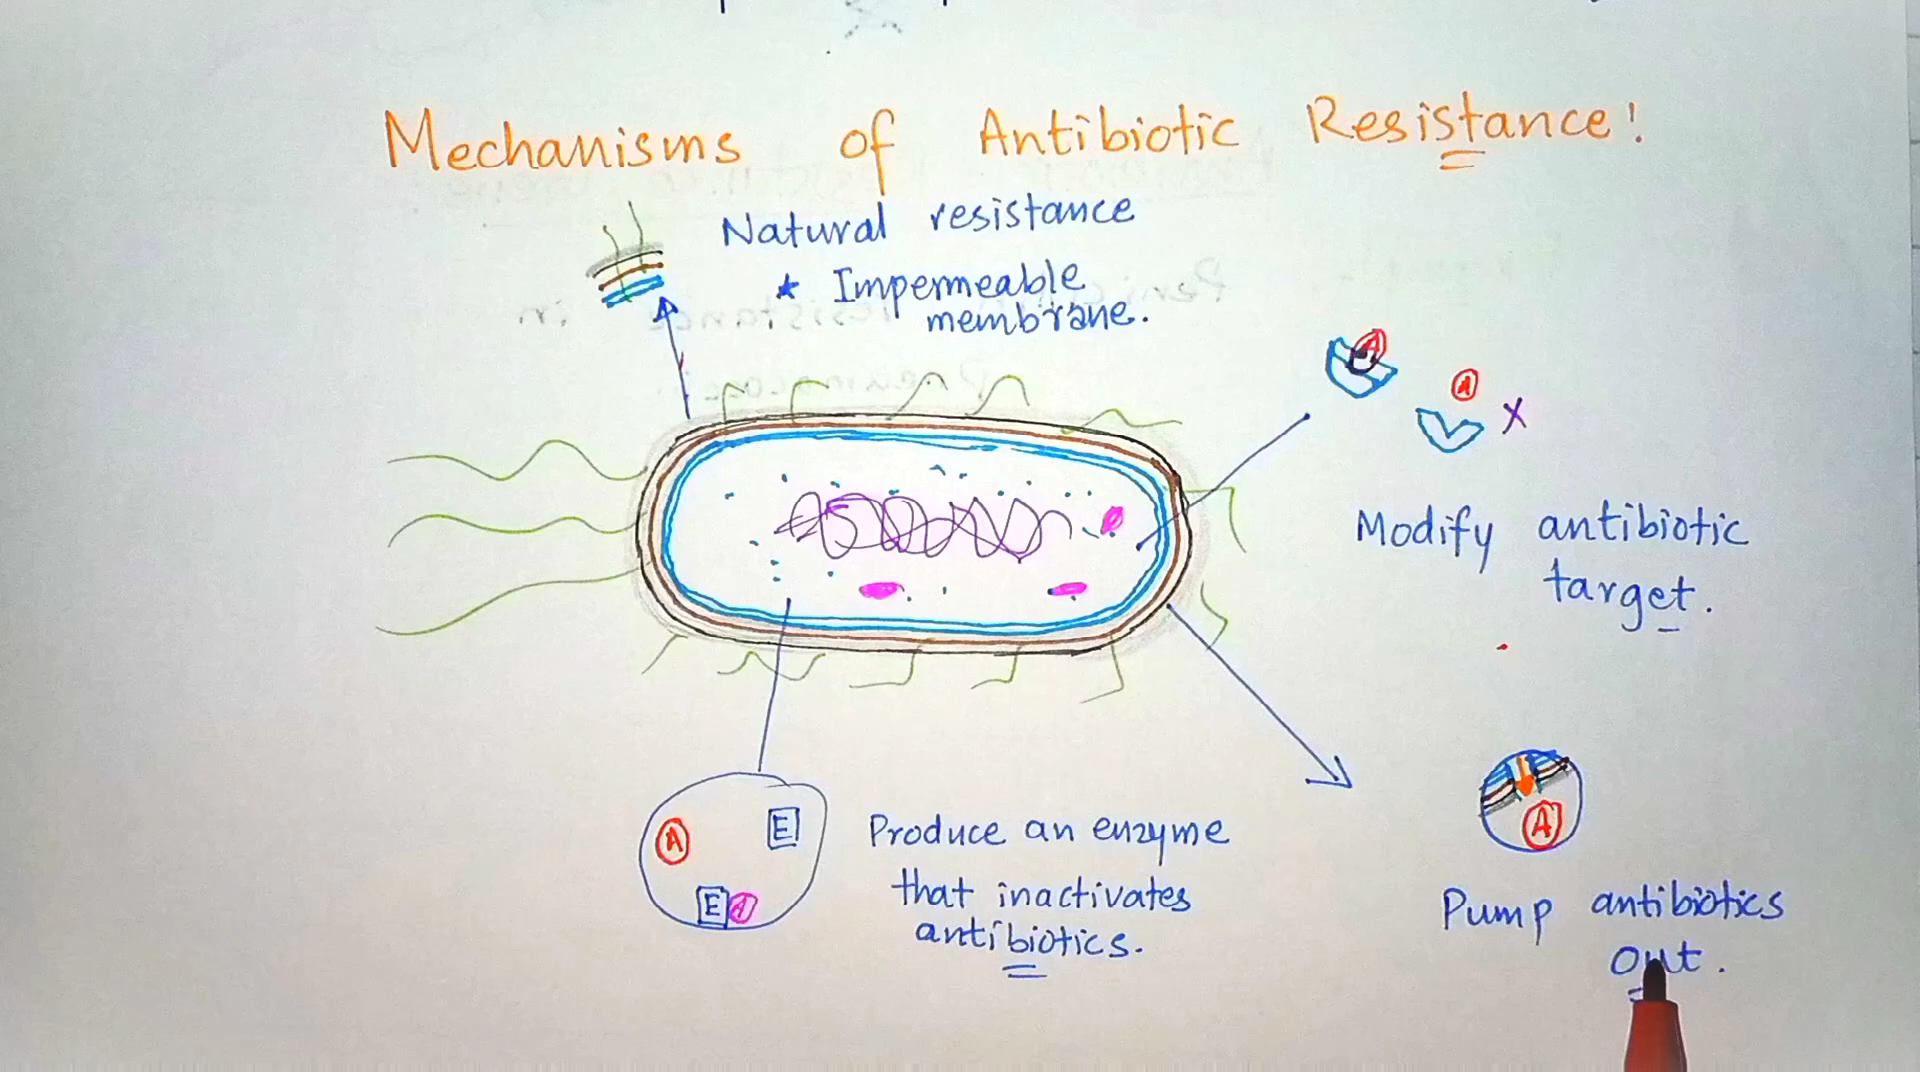 Mechanisms of Antibiotic Resistance!
Natural resistance
★ Impermeable
membrane.
A
A X
Modify antibiotic
target.
A E
E A
Produce an enzyme
that inactivates
antibiotics.
A
Pump antibiotics
out.